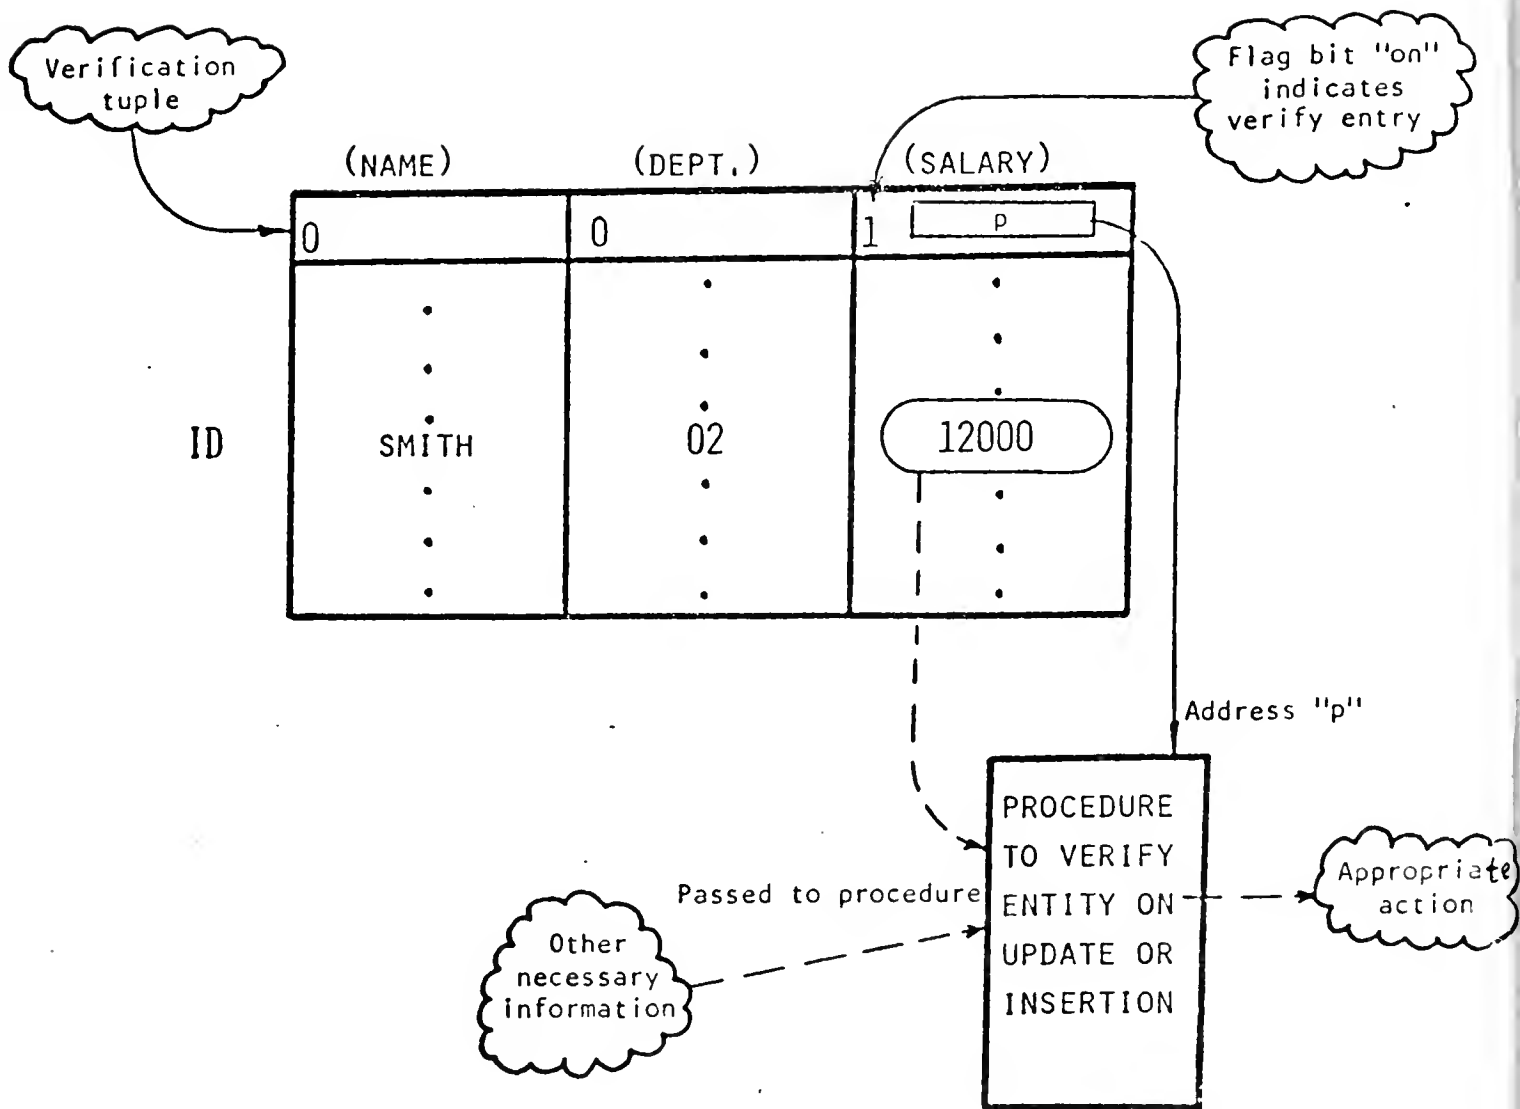 Verification
tuple
Flag bit "on"
indicates
verify entry
(NAME) (DEPT.) (SALARY)
0 0 1 p
ID SMITH 02 12000
Address "p"
PROCEDURE
TO VERIFY
ENTITY ON
UPDATE OR
INSERTION
Passed to procedure
Other
necessary
information
Appropriate
action